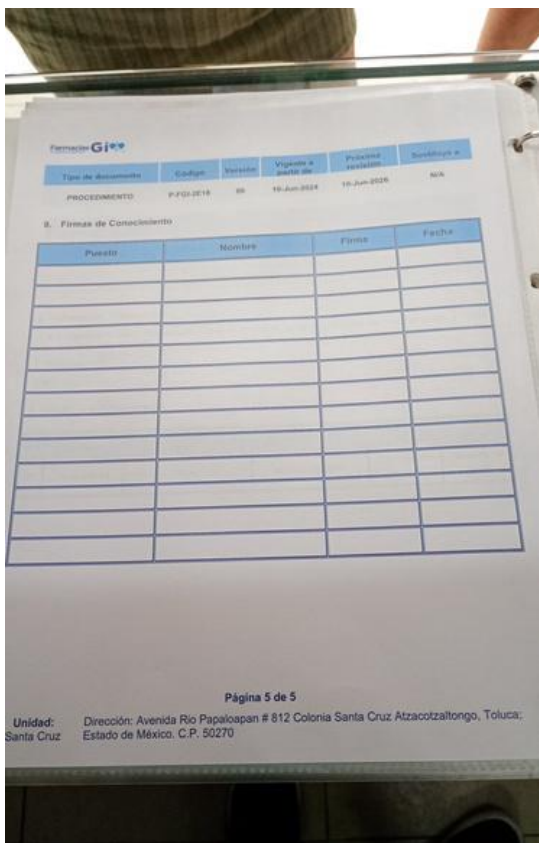 Farmacias Gi
Tipo de documento Código Versión Vigente a partir de Próxima revisión Sustituye a
PROCEDIMIENTO 10-Jun-2024 10-Jun-2026 N/A
9. Firmas de Conocimiento
Puesto Nombre Firma Fecha
Página 5 de 5
Unidad: Dirección: Avenida Rio Papaloapan # 812 Colonia Santa Cruz Atzacotzaltongo, Toluca;
Santa Cruz Estado de México. C.P. 50270